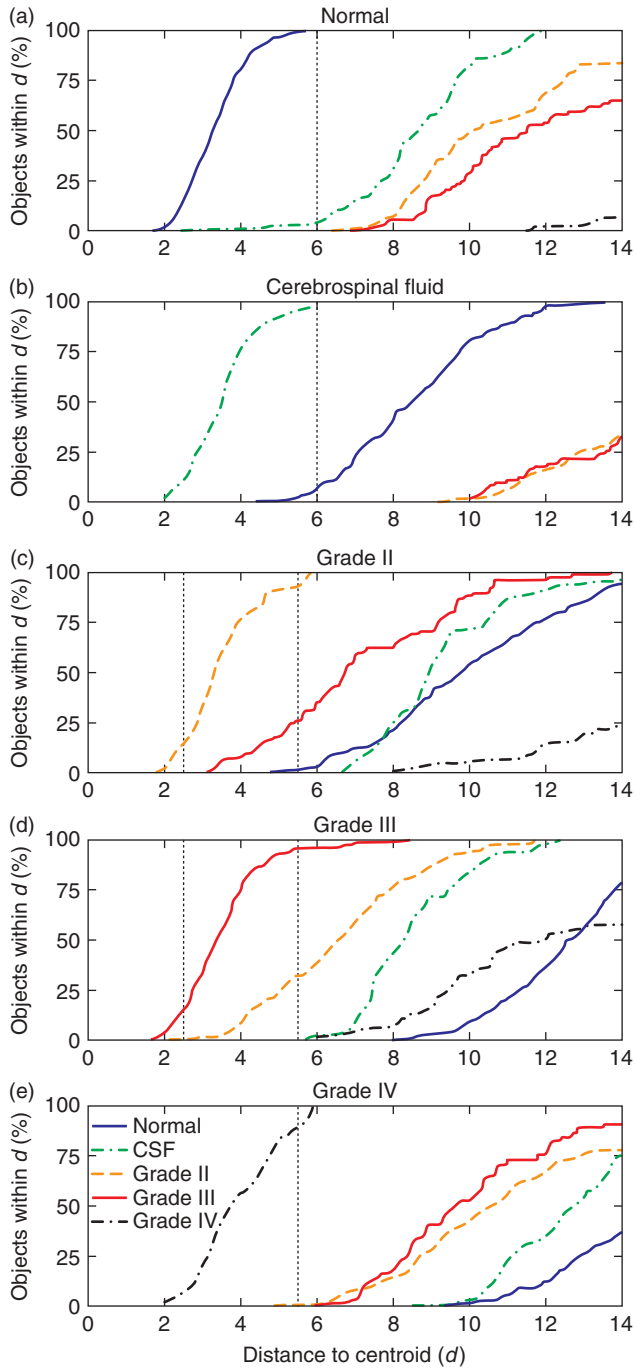 (a) Normal
Objects within d (%)
100
75
50
25
0
0 2 4 6 8 10 12 14
(b) Cerebrospinal fluid
Objects within d (%)
100
75
50
25
0
0 2 4 6 8 10 12 14
(c) Grade II
Objects within d (%)
100
75
50
25
0
0 2 4 6 8 10 12 14
(d) Grade III
Objects within d (%)
100
75
50
25
0
0 2 4 6 8 10 12 14
(e) Grade IV
Objects within d (%)
100
75
50
25
0
Normal
CSF
Grade II
Grade III
Grade IV
0 2 4 6 8 10 12 14
Distance to centroid (d)